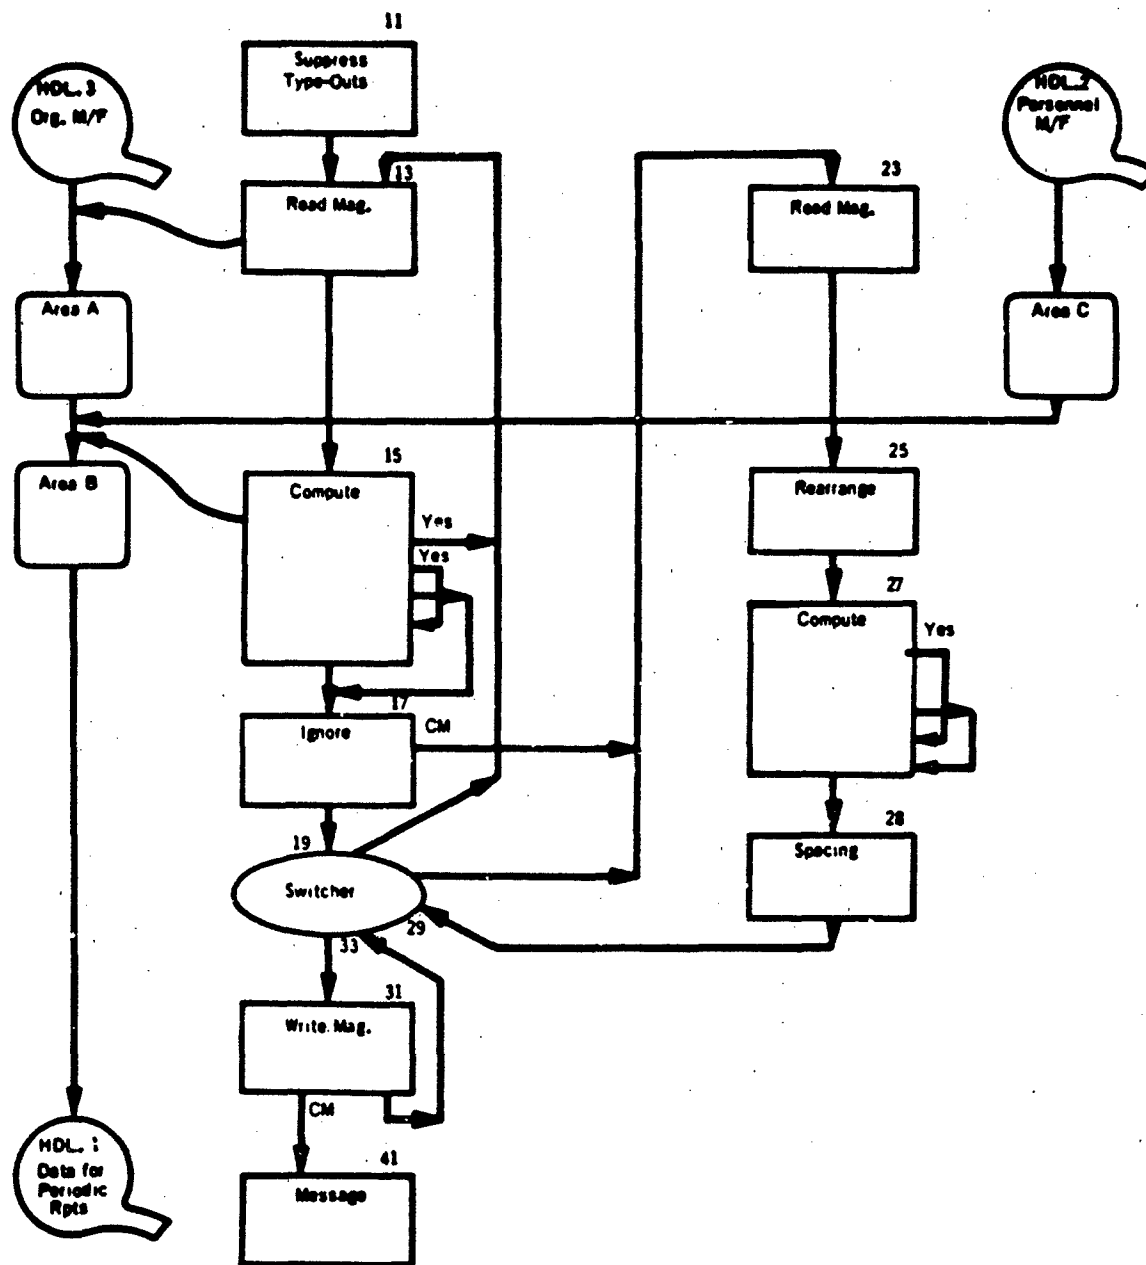 11
Suppress
Type-Outs
HDL. 3
Org. M/F
HDL. 2
Personnel
M/F
13
Read Mag.
23
Read Mag.
Area A
Area C
15
Compute
Yes
Yes
25
Rearrange
Area B
27
Compute
Yes
17
Ignore
CM
28
Spacing
19
Switcher
29
33
31
Write Mag.
CM
HDL. 1
Data for
Periodic
Rpts
41
Message